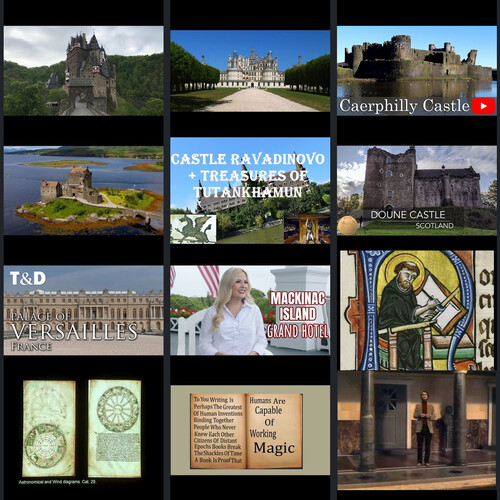 Caerphilly Castle
CASTLE RAVADINOVO
+ TREASURES OF
TUTANKHAMUN
DOUNE CASTLE
SCOTLAND
T&D
PALACE OF
VERSAILLES
FRANCE
MACKINAC
ISLAND
GRAND HOTEL
Astronomical and Wind diagrams. Cat. 29
To You Writing Is
Perhaps The Greatest
Of Human Inventions
Binding Together
People Who Never
Knew Each Other
Citizens Of Distant
Epochs Books Break
The Shackles Of Time
A Book Is Proof That
Humans Are
Capable
Of
Working
Magic